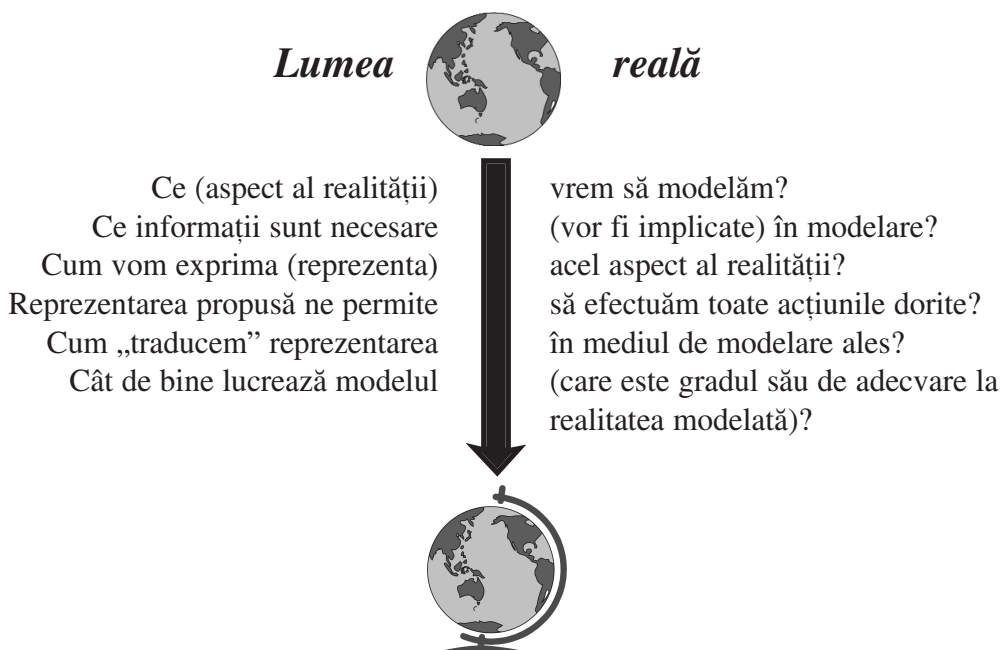 Lumea reală
Ce (aspect al realității) vrem să modelăm?
Ce informații sunt necesare (vor fi implicate) în modelare?
Cum vom exprima (reprezenta) acel aspect al realității?
Reprezentarea propusă ne permite să efectuăm toate acțiunile dorite?
Cum „traducem” reprezentarea în mediul de modelare ales?
Cât de bine lucrează modelul (care este gradul său de adecvare la
realitatea modelată)?